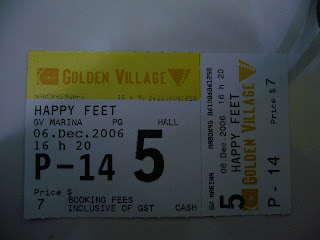 GOLDEN VILLAGE
HAPPY FEET
GV MARINA PG HALL
06.Dec.2006
16 h 20
P-14 5
Price $
7 BOOKING FEES
INCLUSIVE OF GST CASH
GV MARINA
5
06.Dec.2006 16 h 20
HAPPY FEET
GOLDEN VILLAGE
P - 14 Price $ 7